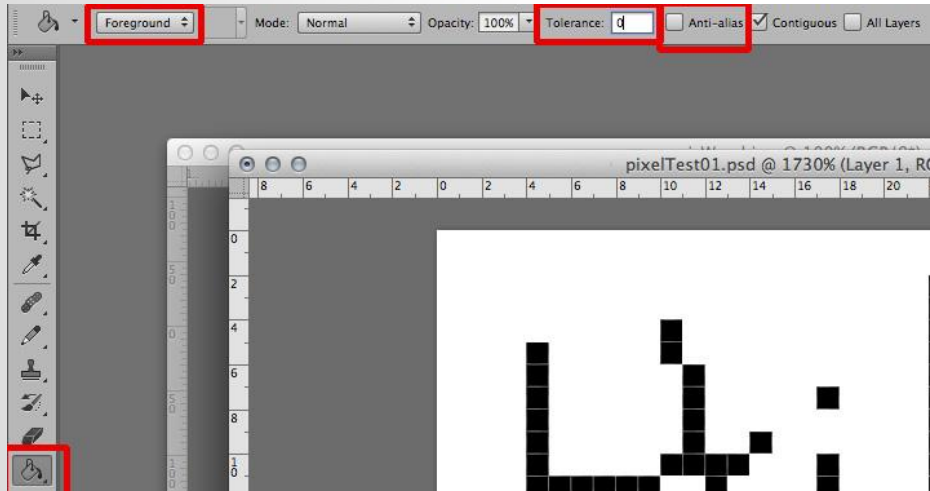 Foreground Mode: Normal Opacity: 100% Tolerance: 0 Anti-alias Contiguous All Layers
pixelTest01.psd @ 1730% (Layer 1, R
8 6 4 2 0 2 4 6 8 10 12 14 16 18 20
0
2
4
6
8
10